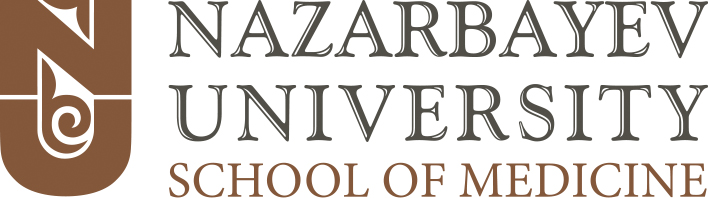 NAZARBAYEV
UNIVERSITY
SCHOOL OF MEDICINE